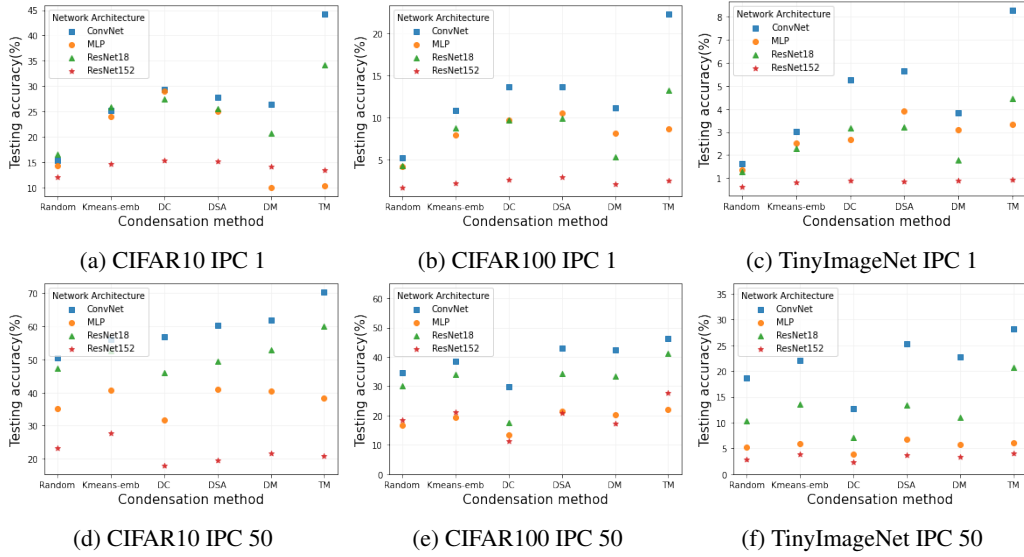 Network Architecture
ConvNet
MLP
ResNet18
ResNet152
45
40
35
30
25
20
15
10
Testing accuracy(%)
Random Kmeans-emb DC DSA DM TM
Condensation method
(a) CIFAR10 IPC 1
Network Architecture
ConvNet
MLP
ResNet18
ResNet152
20
15
10
5
Testing accuracy(%)
Random Kmeans-emb DC DSA DM TM
Condensation method
(b) CIFAR100 IPC 1
Network Architecture
ConvNet
MLP
ResNet18
ResNet152
8
7
6
5
4
3
2
1
Testing accuracy(%)
Random Kmeans-emb DC DSA DM TM
Condensation method
(c) TinyImageNet IPC 1
Network Architecture
ConvNet
MLP
ResNet18
ResNet152
70
60
50
40
30
20
Testing accuracy(%)
Random Kmeans-emb DC DSA DM TM
Condensation method
(d) CIFAR10 IPC 50
Network Architecture
ConvNet
MLP
ResNet18
ResNet152
60
50
40
30
20
10
0
Testing accuracy(%)
Random Kmeans-emb DC DSA DM TM
Condensation method
(e) CIFAR100 IPC 50
Network Architecture
ConvNet
MLP
ResNet18
ResNet152
35
30
25
20
15
10
5
0
Testing accuracy(%)
Random Kmeans-emb DC DSA DM TM
Condensation method
(f) TinyImageNet IPC 50